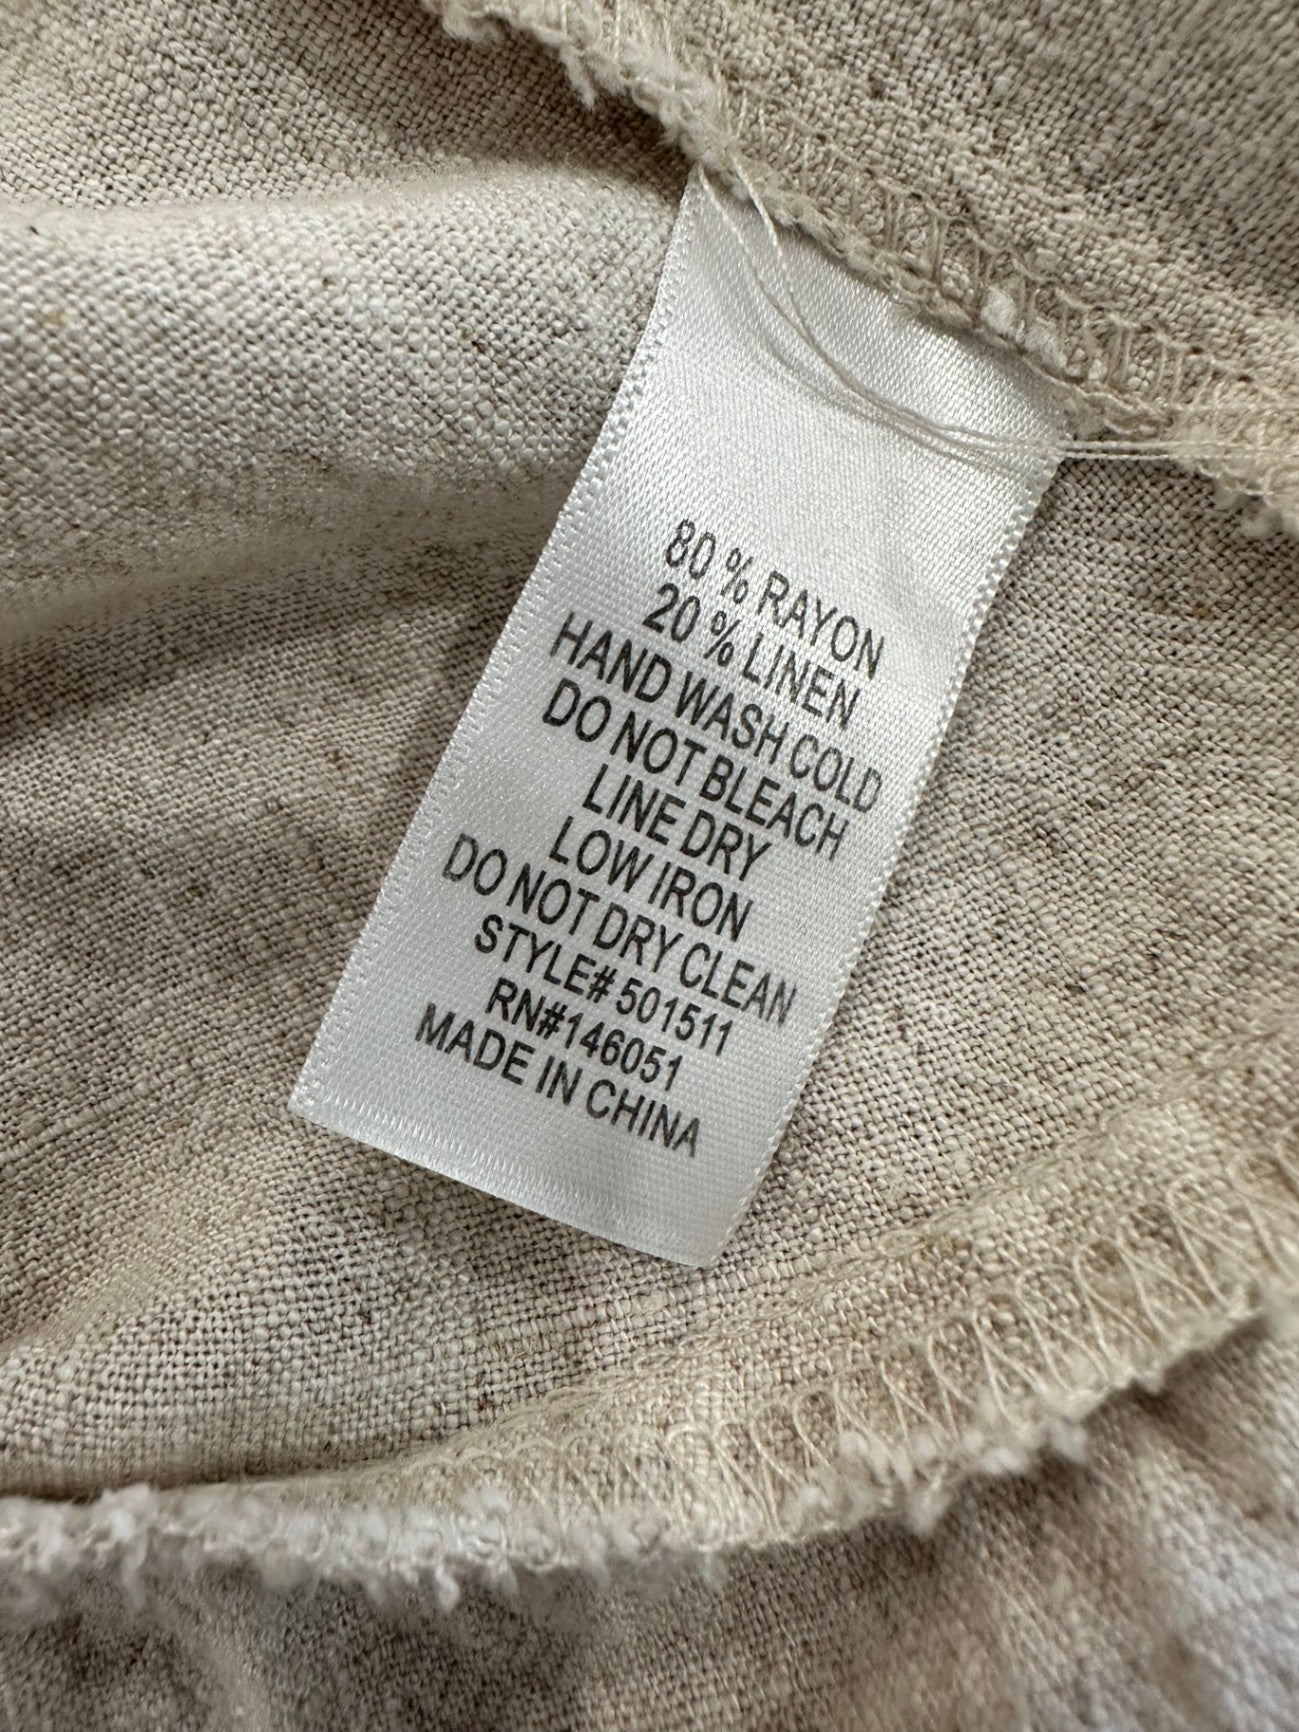 80 % RAYON
20 % LINEN
HAND WASH COLD
DO NOT BLEACH
LINE DRY
LOW IRON
DO NOT DRY CLEAN
STYLE# 501511
RN#146051
MADE IN CHINA